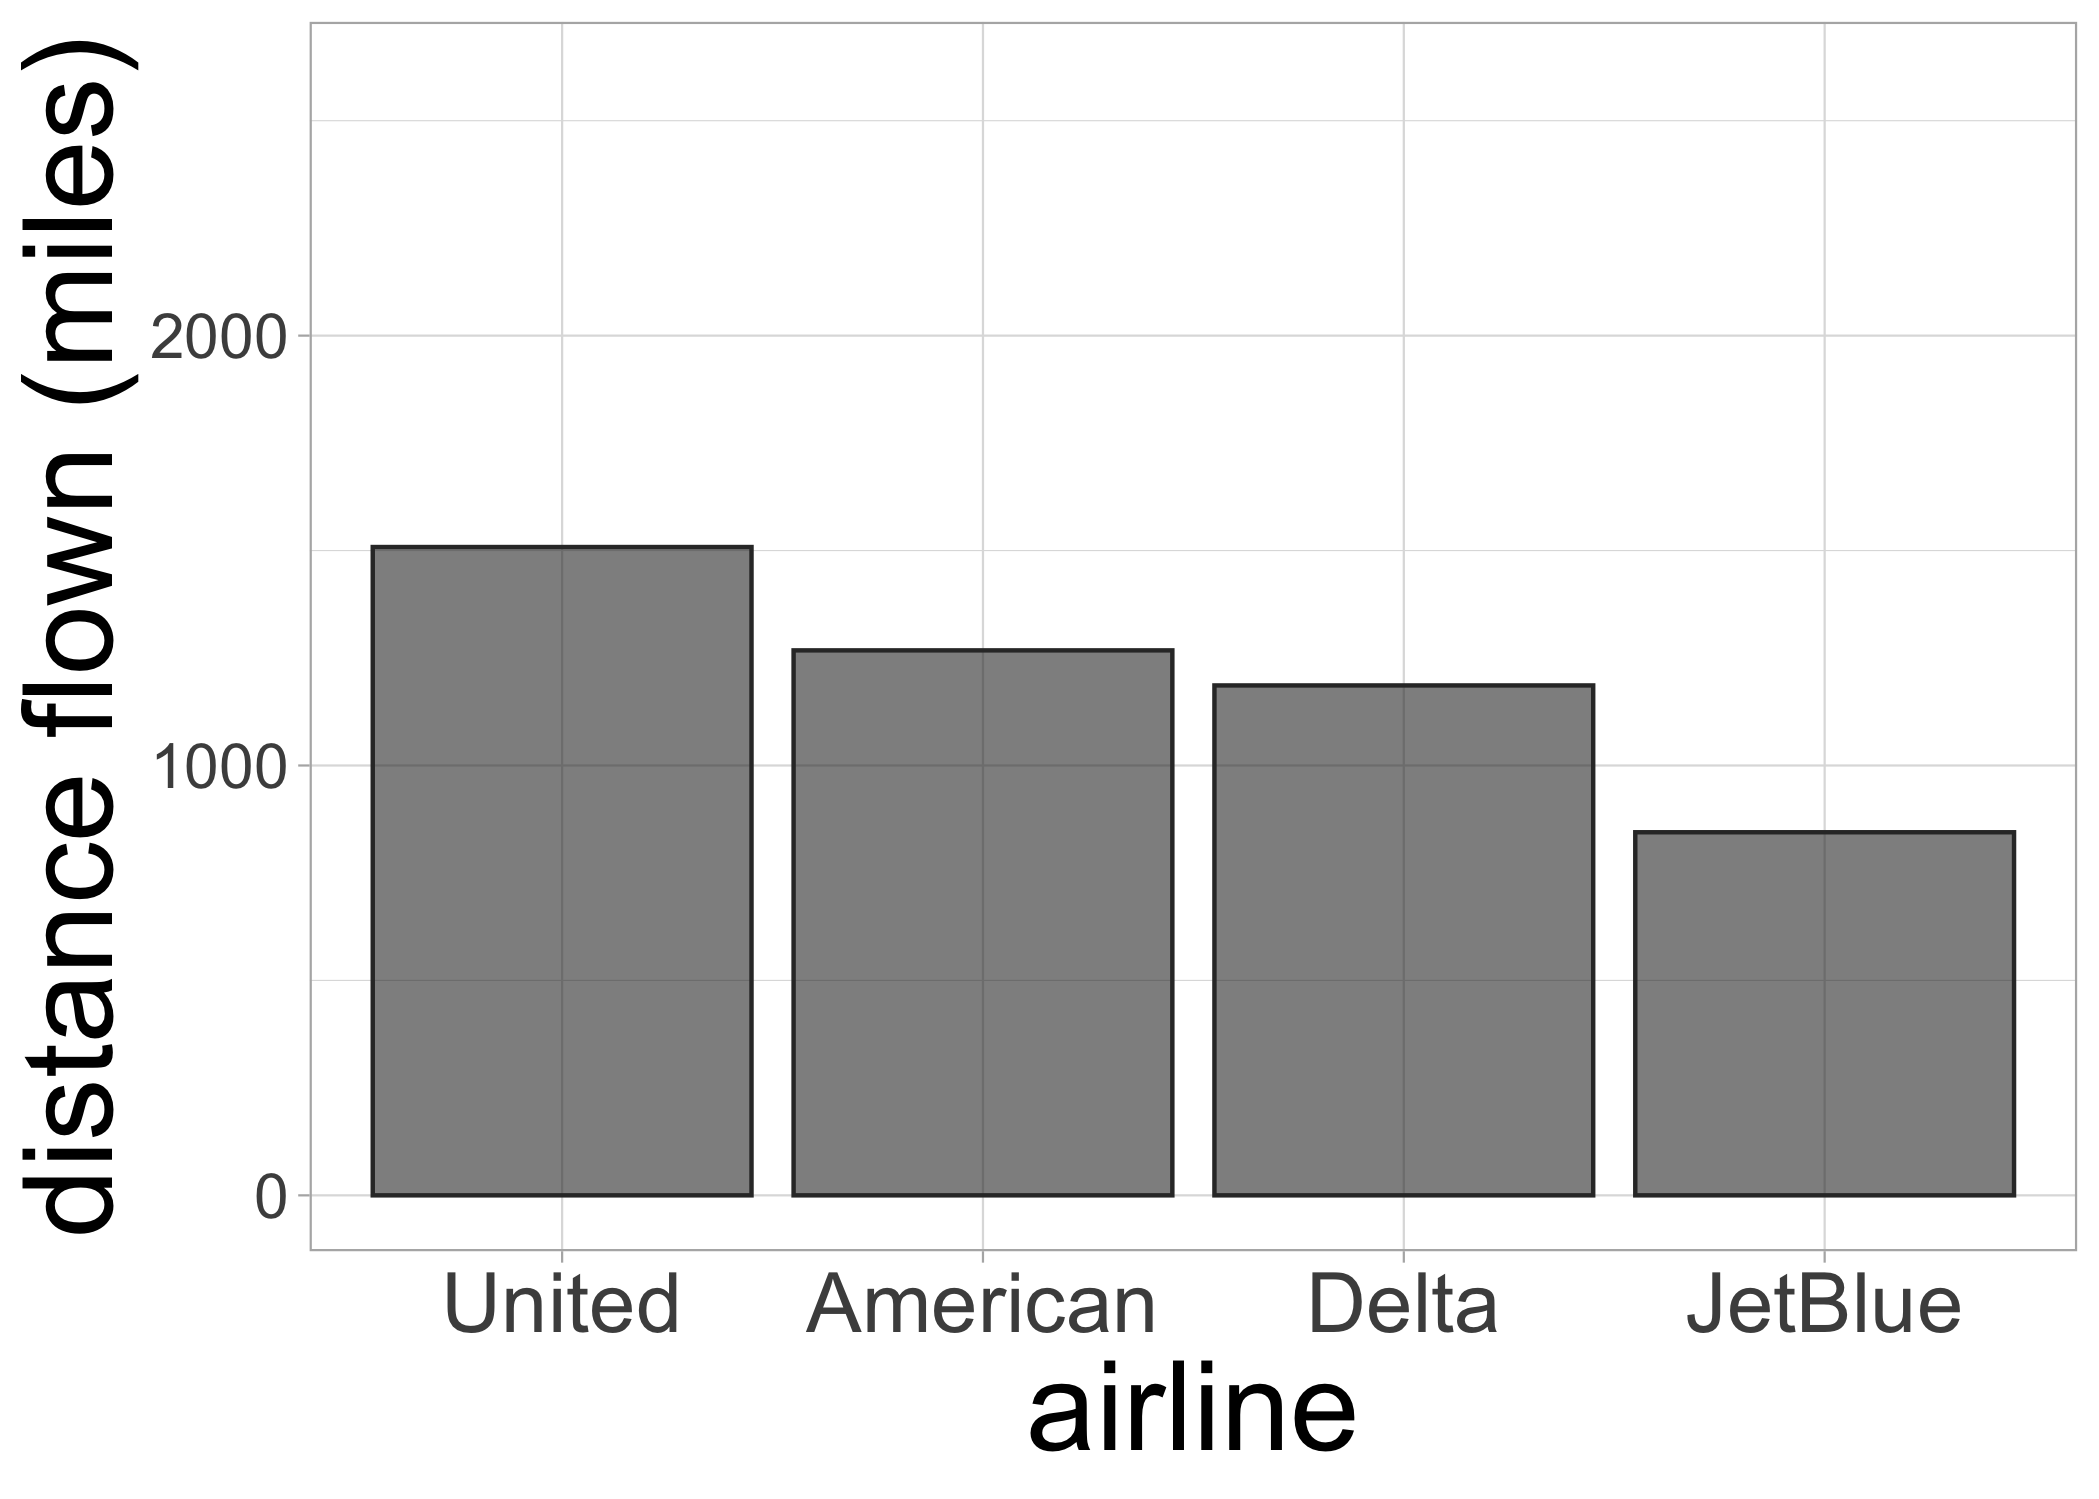 distance flown (miles)
2000
1000
0
United American Delta JetBlue
airline